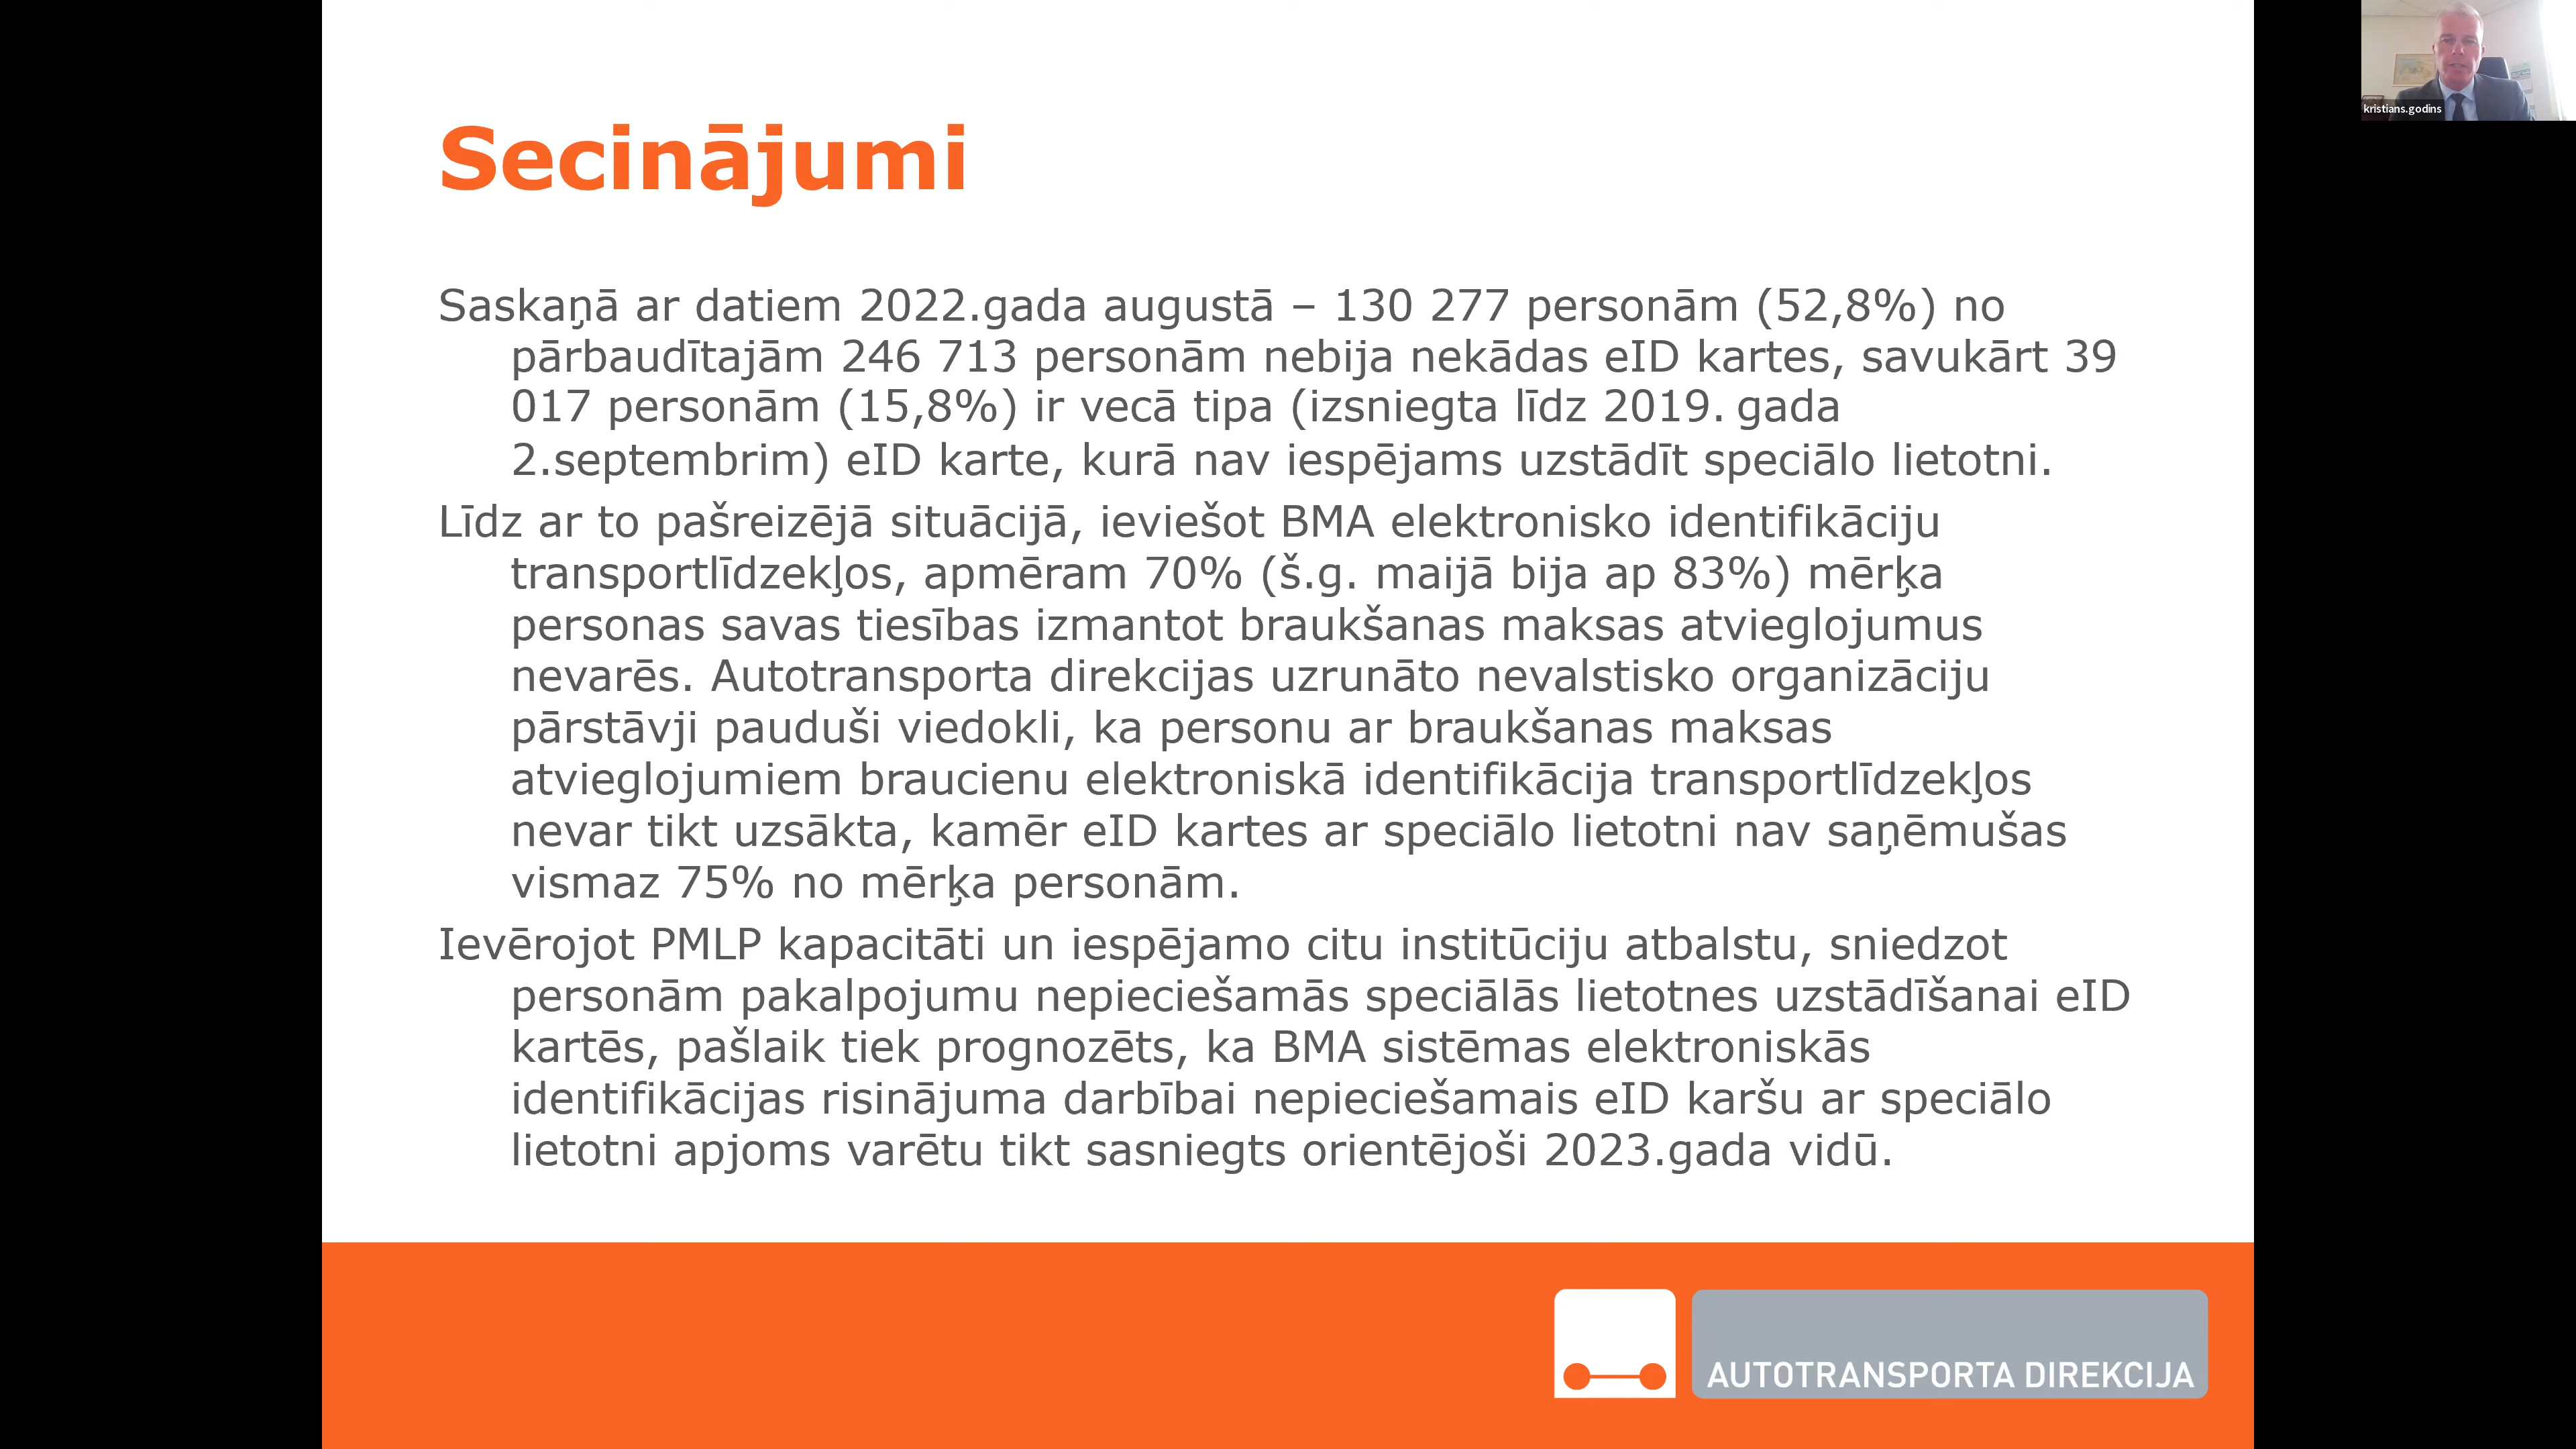 kristians.godins
Secinājumi
Saskaņā ar datiem 2022.gada augustā – 130 277 personām (52,8%) no
pārbaudītajām 246 713 personām nebija nekādas eID kartes, savukārt 39
017 personām (15,8%) ir vecā tipa (izsniegta līdz 2019. gada
2.septembrim) eID karte, kurā nav iespējams uzstādīt speciālo lietotni.
Līdz ar to pašreizējā situācijā, ieviešot BMA elektronisko identifikāciju
transportlīdzekļos, apmēram 70% (š.g. maijā bija ap 83%) mērķa
personas savas tiesības izmantot braukšanas maksas atvieglojumus
nevarēs. Autotransporta direkcijas uzrunāto nevalstisko organizāciju
pārstāvji pauduši viedokli, ka personu ar braukšanas maksas
atvieglojumiem braucienu elektroniskā identifikācija transportlīdzekļos
nevar tikt uzsākta, kamēr eID kartes ar speciālo lietotni nav saņēmušas
vismaz 75% no mērķa personām.
Ievērojot PMLP kapacitāti un iespējamo citu institūciju atbalstu, sniedzot
personām pakalpojumu nepieciešamās speciālās lietotnes uzstādīšanai eID
kartēs, pašlaik tiek prognozēts, ka BMA sistēmas elektroniskās
identifikācijas risinājuma darbībai nepieciešamais eID karšu ar speciālo
lietotni apjoms varētu tikt sasniegts orientējoši 2023.gada vidū.
AUTOTRANSPORTA DIREKCIJA